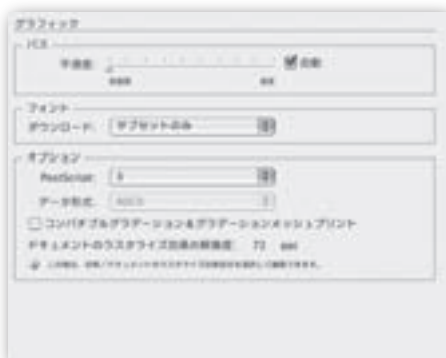 グラフィック
パス
平滑度: 自動
フォント
ダウンロード: サブセットのみ
オプション
PostScript: 3
データ形式: ASCII
コンパチブルグラデーション&グラデーションメッシュプリント
ドキュメントのラスタライズ効果の解像度: 72 ppi